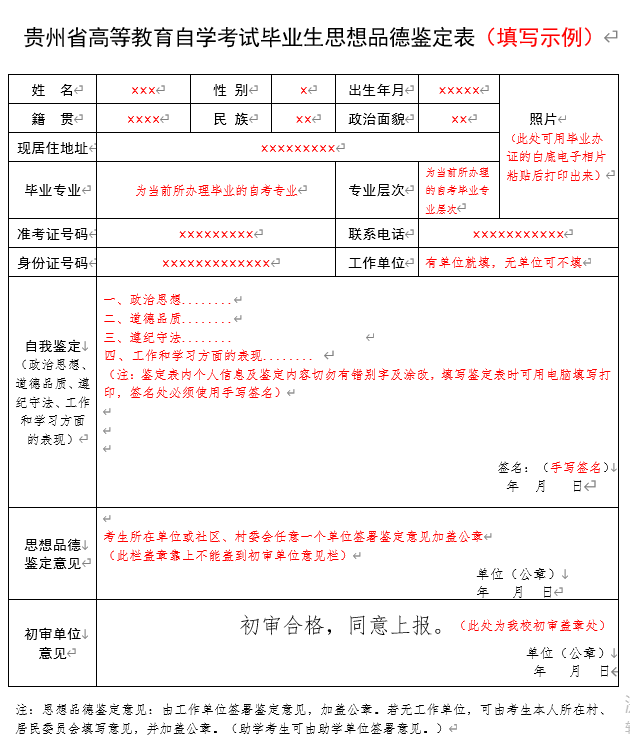 贵州省高等教育自学考试毕业生思想品德鉴定表（填写示例）
姓 名 xxx 性 别 x 出生年月 xxxxx
籍 贯 xxxx 民 族 xx 政治面貌 xx
照片
（此处可用毕业办
证的白底电子相片
粘贴后打印出来）
现居住地址 xxxxxxxxx
毕业专业 为当前所办理毕业的自考专业 专业层次
为当前所办理
的自考毕业专
业层次
准考证号码 xxxxxxxxx 联系电话 xxxxxxxxxxx
身份证号码 xxxxxxxxxxxxx 工作单位 有单位就填，无单位可不填
自我鉴定
（政治思想、
道德品质、遵
纪守法、工作
和学习方面
的表现）
一、政治思想........
二、道德品质........
三、遵纪守法........
四、工作和学习方面的表现........
（注：鉴定表内个人信息及鉴定内容切勿有错别字及涂改，填写鉴定表时可用电脑填写打
印，签名处必须使用手写签名）
签名：（手写签名）
年 月 日
思想品德
鉴定意见
考生所在单位或社区、村委会任意一个单位签署鉴定意见加盖公章
（此栏盖章靠上不能盖到初审单位意见栏）
单位（公章）
年 月 日
初审单位
意见
初审合格，同意上报。（此处为我校初审盖章处）
单位（公章）
年 月 日
注：思想品德鉴定意见：由工作单位签署鉴定意见，加盖公章。若无工作单位，可由考生本人所在村、
居民委员会填写意见，并加盖公章。（助学考生可由助学单位签署意见。）